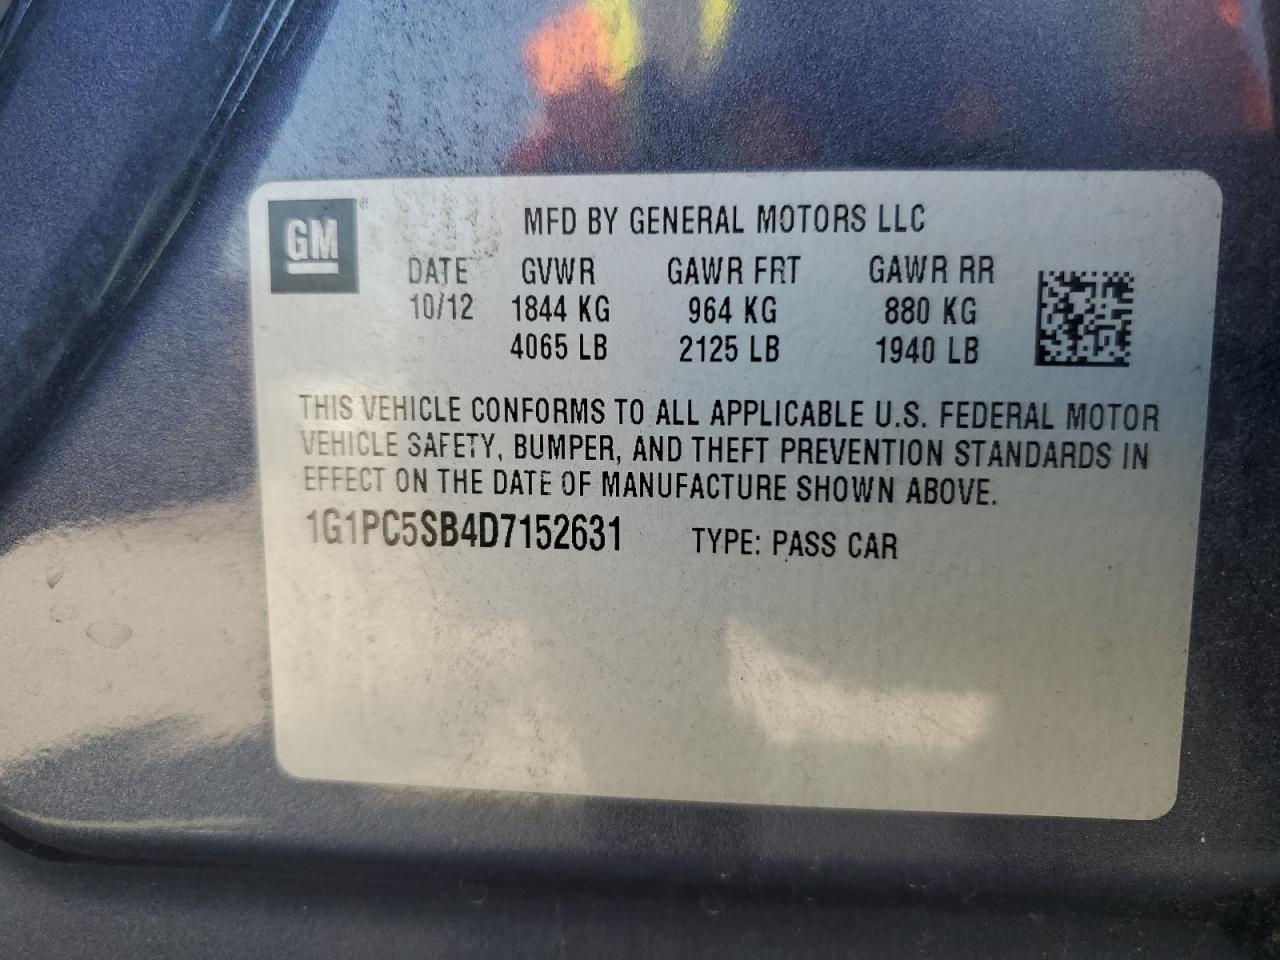 GM ®
MFD BY GENERAL MOTORS LLC
DATE GVWR GAWR FRT GAWR RR
10/12 1844 KG 964 KG 880 KG
4065 LB 2125 LB 1940 LB
THIS VEHICLE CONFORMS TO ALL APPLICABLE U.S. FEDERAL MOTOR
VEHICLE SAFETY, BUMPER, AND THEFT PREVENTION STANDARDS IN
EFFECT ON THE DATE OF MANUFACTURE SHOWN ABOVE.
1G1PC5SB4D7152631 TYPE: PASS CAR